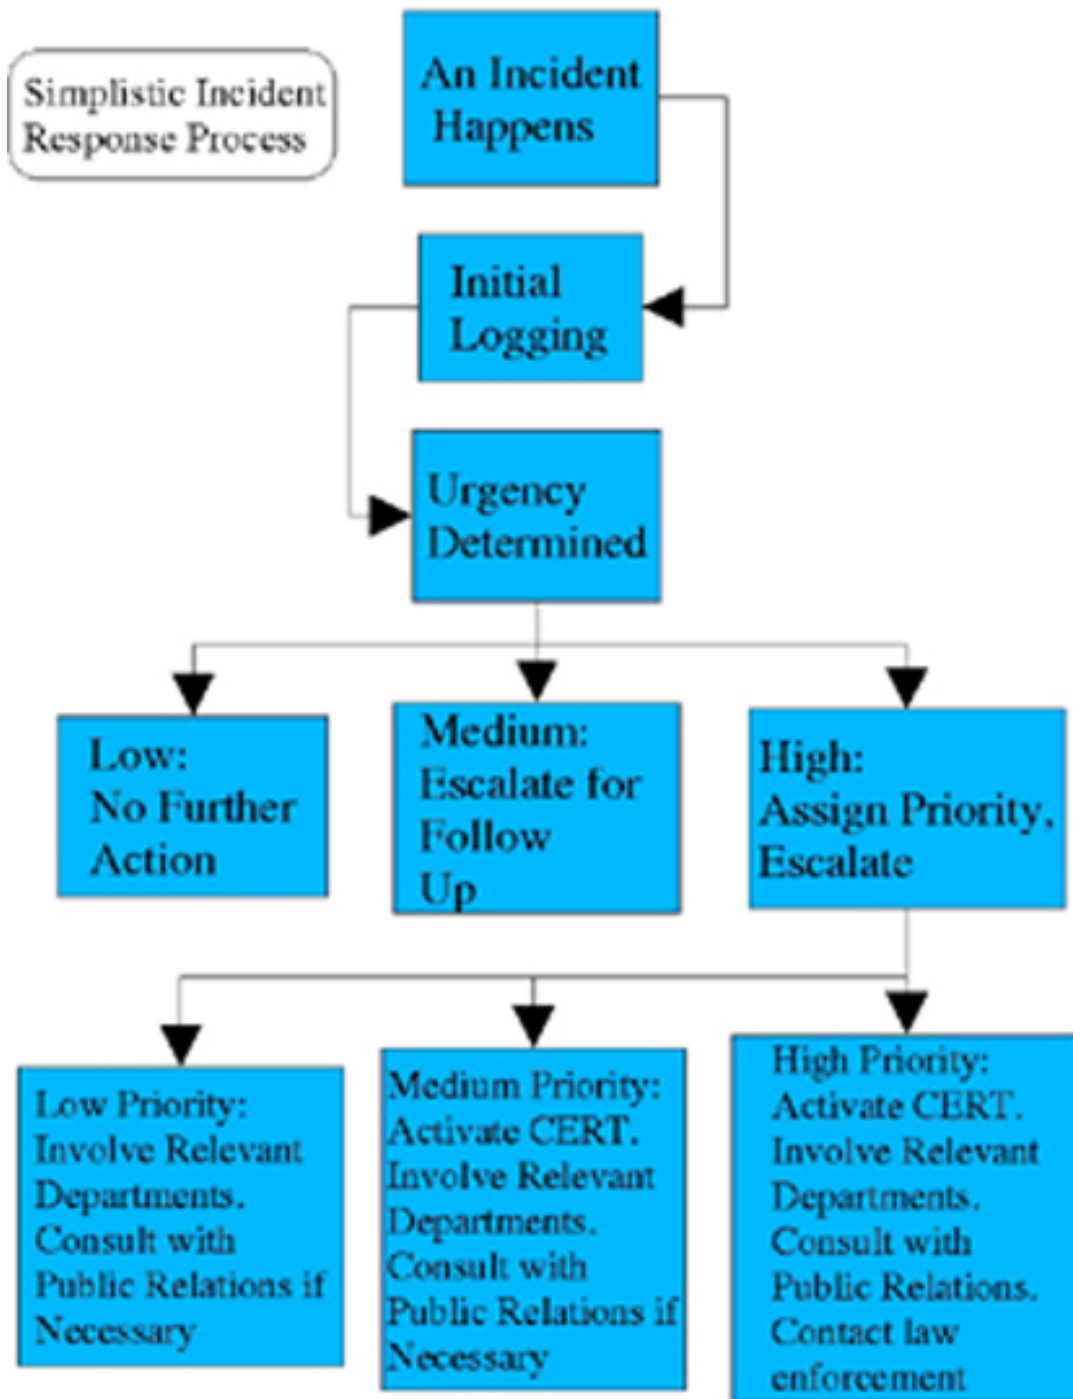 Simplistic Incident
Response Process
An Incident
Happens
Initial
Logging
Urgency
Determined
Low:
No Further
Action
Medium:
Escalate for
Follow
Up
High:
Assign Priority,
Escalate
Low Priority:
Involve Relevant
Departments.
Consult with
Public Relations if
Necessary
Medium Priority:
Activate CERT.
Involve Relevant
Departments.
Consult with
Public Relations if
Necessary
High Priority:
Activate CERT.
Involve Relevant
Departments.
Consult with
Public Relations.
Contact law
enforcement